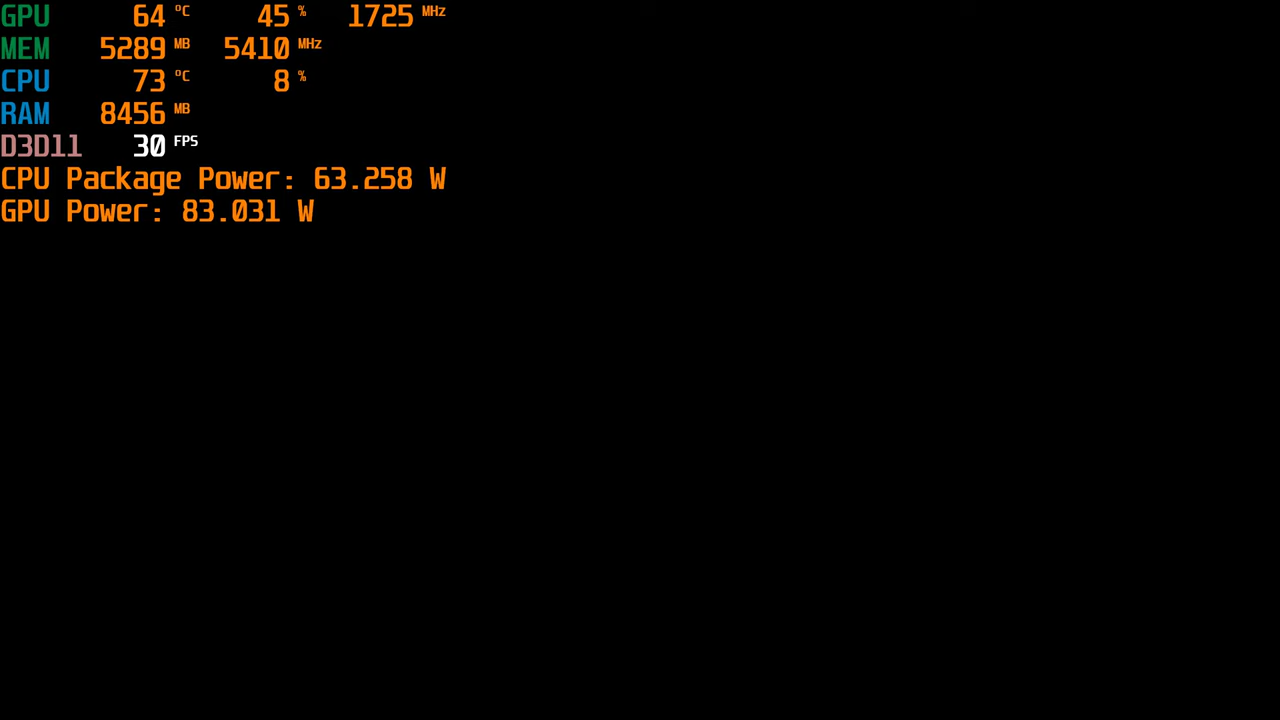 GPU 64 °C 45 % 1725 MHz
MEM 5289 MB 5410 MHz
CPU 73 °C 8 %
RAM 8456 MB
D3D11 30 FPS
CPU Package Power: 63.258 W
GPU Power: 83.031 W